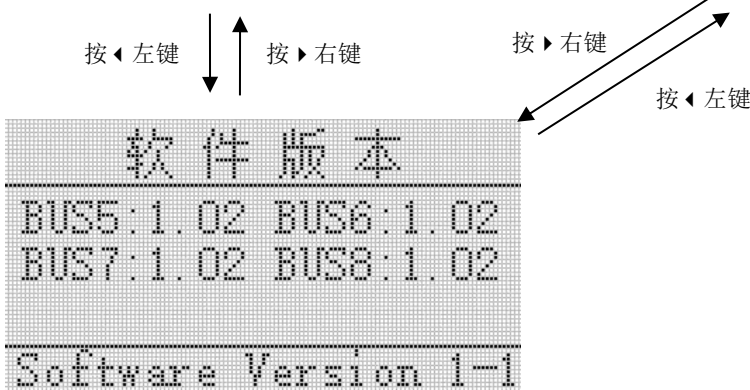 按◀左键
按▶右键
按▶右键
按◀左键
软件版本
BUS5:1.02 BUS6:1.02
BUS7:1.02 BUS8:1.02
Software Version 1-1